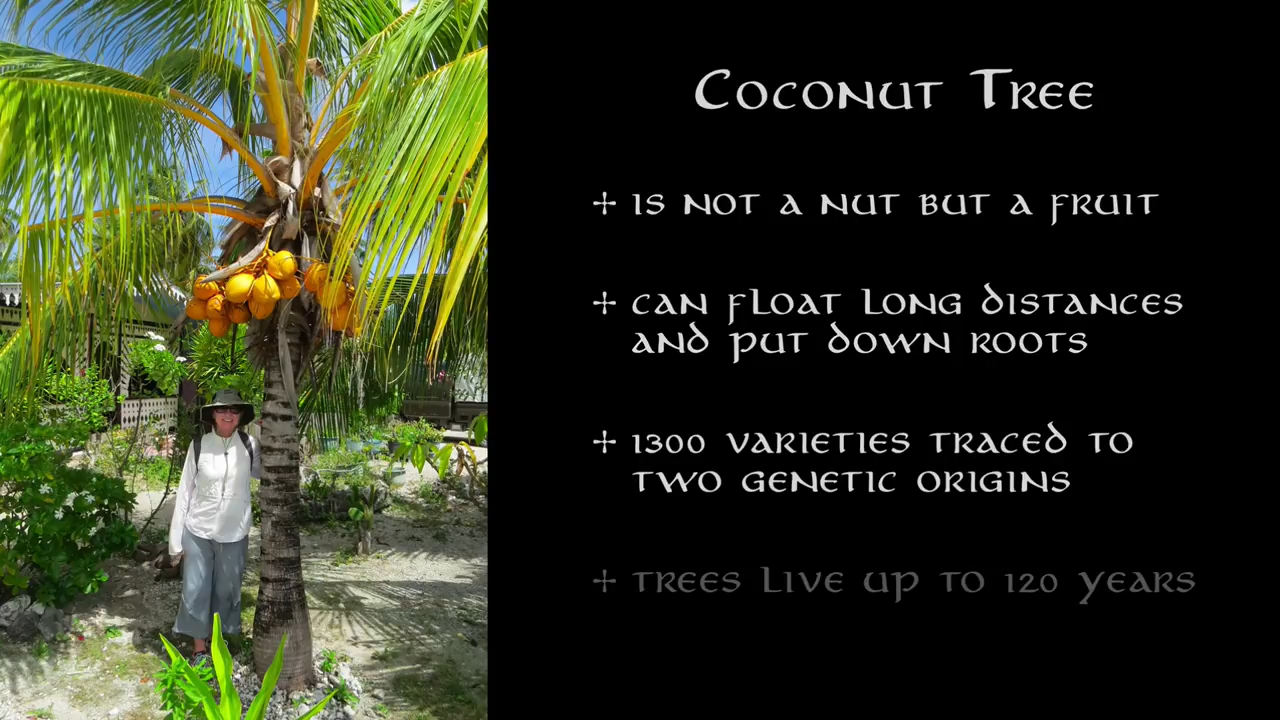 Coconut Tree
+ is not a nut but a fruit
+ can float long distances
and put down roots
+ 1300 varieties traced to
two genetic origins
+ trees live up to 120 years